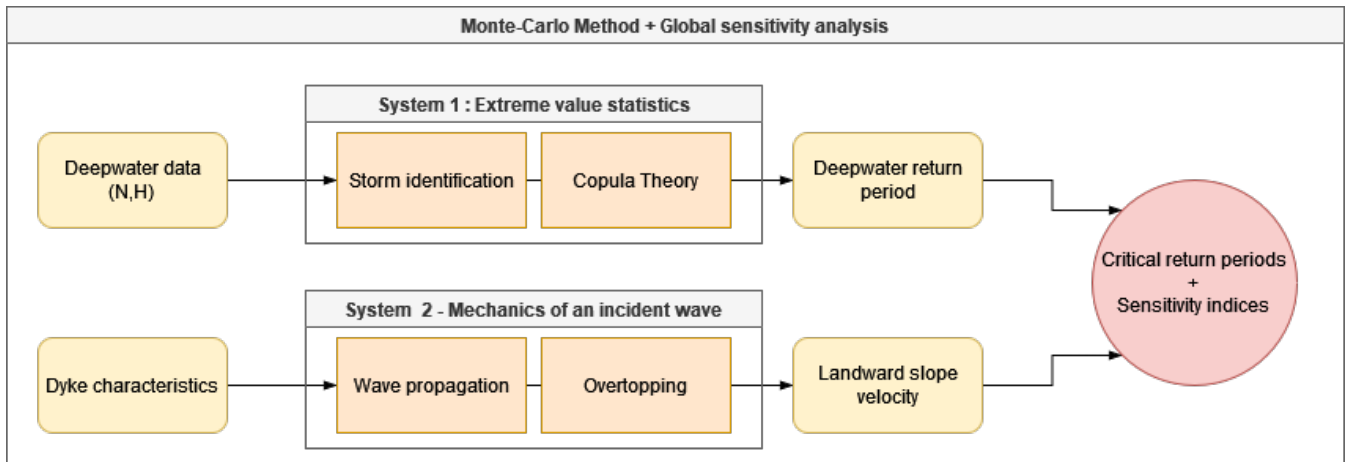 Monte-Carlo Method + Global sensitivity analysis
System 1 : Extreme value statistics
Deepwater data
(N,H)
Storm identification
Copula Theory
Deepwater return
period
Critical return periods
+
Sensitivity indices
System 2 - Mechanics of an incident wave
Dyke characteristics
Wave propagation
Overtopping
Landward slope
velocity